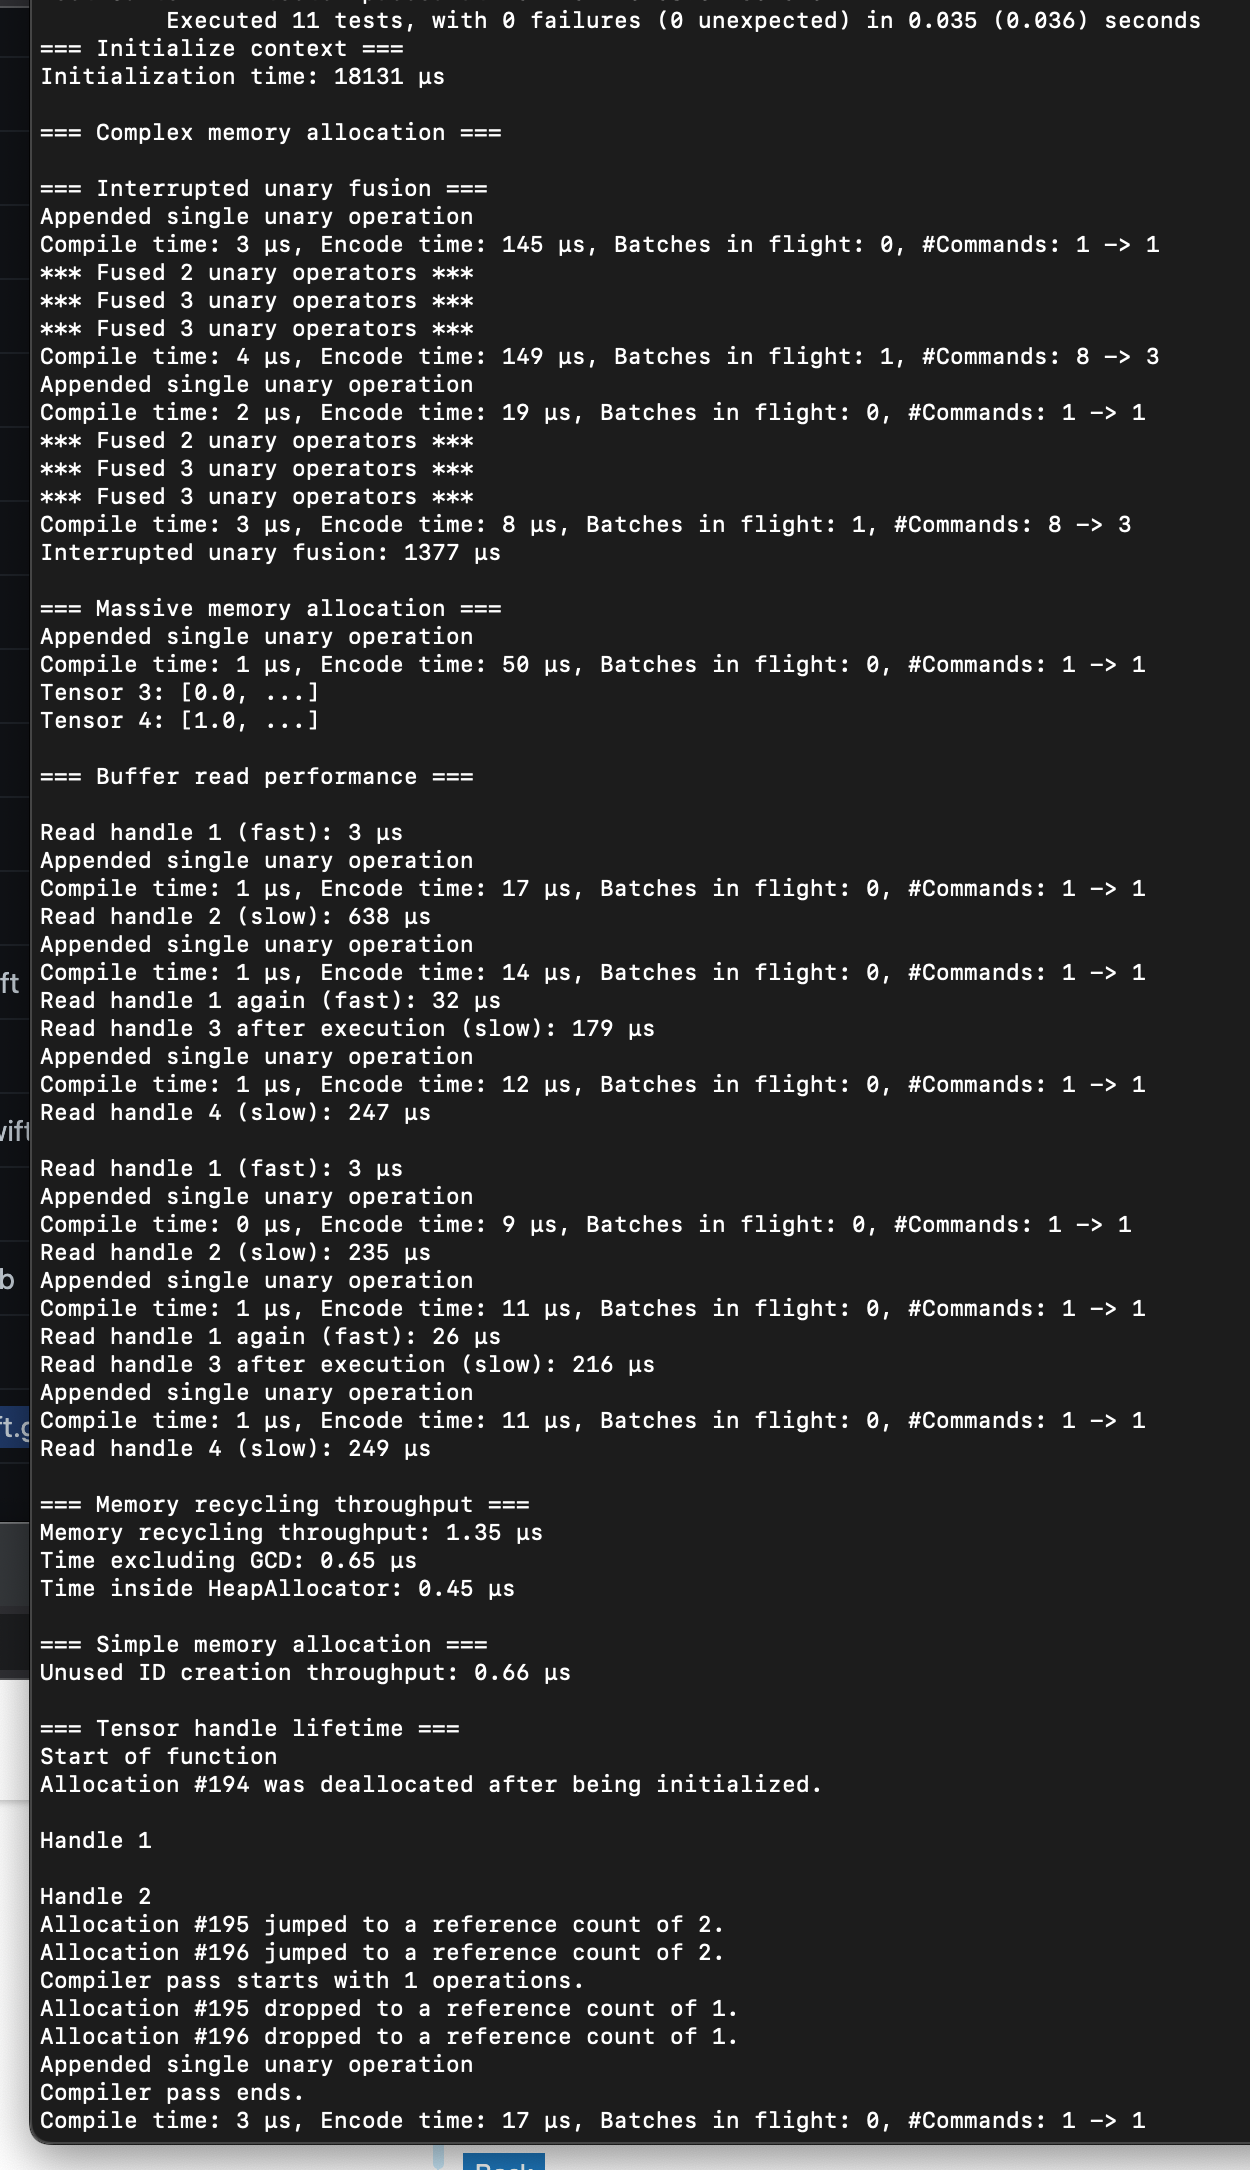 Executed 11 tests, with 0 failures (0 unexpected) in 0.035 (0.036) seconds
=== Initialize context ===
Initialization time: 18131 µs
=== Complex memory allocation ===
=== Interrupted unary fusion ===
Appended single unary operation
Compile time: 3 µs, Encode time: 145 µs, Batches in flight: 0, #Commands: 1 -> 1
*** Fused 2 unary operators ***
*** Fused 3 unary operators ***
*** Fused 3 unary operators ***
Compile time: 4 µs, Encode time: 149 µs, Batches in flight: 1, #Commands: 8 -> 3
Appended single unary operation
Compile time: 2 µs, Encode time: 19 µs, Batches in flight: 0, #Commands: 1 -> 1
*** Fused 2 unary operators ***
*** Fused 3 unary operators ***
*** Fused 3 unary operators ***
Compile time: 3 µs, Encode time: 8 µs, Batches in flight: 1, #Commands: 8 -> 3
Interrupted unary fusion: 1377 µs
=== Massive memory allocation ===
Appended single unary operation
Compile time: 1 µs, Encode time: 50 µs, Batches in flight: 0, #Commands: 1 -> 1
Tensor 3: [0.0, ...]
Tensor 4: [1.0, ...]
=== Buffer read performance ===
Read handle 1 (fast): 3 µs
Appended single unary operation
Compile time: 1 µs, Encode time: 17 µs, Batches in flight: 0, #Commands: 1 -> 1
Read handle 2 (slow): 638 µs
Appended single unary operation
Compile time: 1 µs, Encode time: 14 µs, Batches in flight: 0, #Commands: 1 -> 1
Read handle 1 again (fast): 32 µs
Read handle 3 after execution (slow): 179 µs
Appended single unary operation
Compile time: 1 µs, Encode time: 12 µs, Batches in flight: 0, #Commands: 1 -> 1
Read handle 4 (slow): 247 µs
Read handle 1 (fast): 3 µs
Appended single unary operation
Compile time: 0 µs, Encode time: 9 µs, Batches in flight: 0, #Commands: 1 -> 1
Read handle 2 (slow): 235 µs
Appended single unary operation
Compile time: 1 µs, Encode time: 11 µs, Batches in flight: 0, #Commands: 1 -> 1
Read handle 1 again (fast): 26 µs
Read handle 3 after execution (slow): 216 µs
Appended single unary operation
Compile time: 1 µs, Encode time: 11 µs, Batches in flight: 0, #Commands: 1 -> 1
Read handle 4 (slow): 249 µs
=== Memory recycling throughput ===
Memory recycling throughput: 1.35 µs
Time excluding GCD: 0.65 µs
Time inside HeapAllocator: 0.45 µs
=== Simple memory allocation ===
Unused ID creation throughput: 0.66 µs
=== Tensor handle lifetime ===
Start of function
Allocation #194 was deallocated after being initialized.
Handle 1
Handle 2
Allocation #195 jumped to a reference count of 2.
Allocation #196 jumped to a reference count of 2.
Compiler pass starts with 1 operations.
Allocation #195 dropped to a reference count of 1.
Allocation #196 dropped to a reference count of 1.
Appended single unary operation
Compiler pass ends.
Compile time: 3 µs, Encode time: 17 µs, Batches in flight: 0, #Commands: 1 -> 1